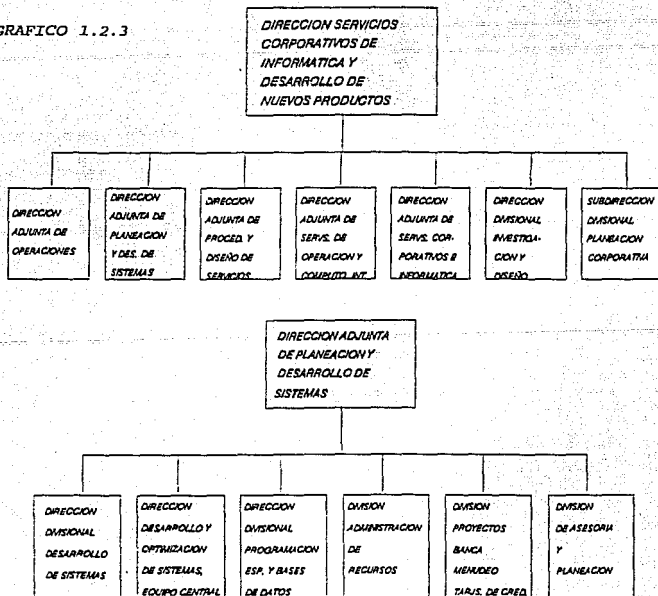 GRAFICO 1.2.3
DIRECCION SERVICIOS
CORPORATIVOS DE
INFORMATICA Y
DESARROLLO DE
NUEVOS PRODUCTOS
DIRECCION
ADJUNTA DE
OPERACIONES
DIRECCION
ADJUNTA DE
PLANEACION
Y DES. DE
SISTEMAS
DIRECCION
ADJUNTA DE
PROCED. Y
DISEÑO DE
SERVICIOS
DIRECCION
ADJUNTA DE
SERVS. DE
OPERACION Y
COMPUTO. INT.
DIRECCION
ADJUNTA DE
SERVS. COR-
PORATIVOS E
INFORMATICA
DIRECCION
DIVISIONAL
INVESTIGA-
CION Y
DISEÑO
SUBDIRECCION
DIVISIONAL
PLANEACION
CORPORATIVA
DIRECCION ADJUNTA
DE PLANEACION Y
DESARROLLO DE
SISTEMAS
DIRECCION
DIVISIONAL
DESARROLLO
DE SISTEMAS
DIRECCION
DESARROLLO Y
OPTIMIZACION
DE SISTEMAS,
EQUIPO CENTRAL
DIRECCION
DIVISIONAL
PROGRAMACION
ESP. Y BASES
DE DATOS
DIVISION
ADMINISTRACION
DE
RECURSOS
DIVISION
PROYECTOS
BANCA
MENUDEO
TARJS. DE CRED.
DIVISION
DE ASESORIA
Y
PLANEACION